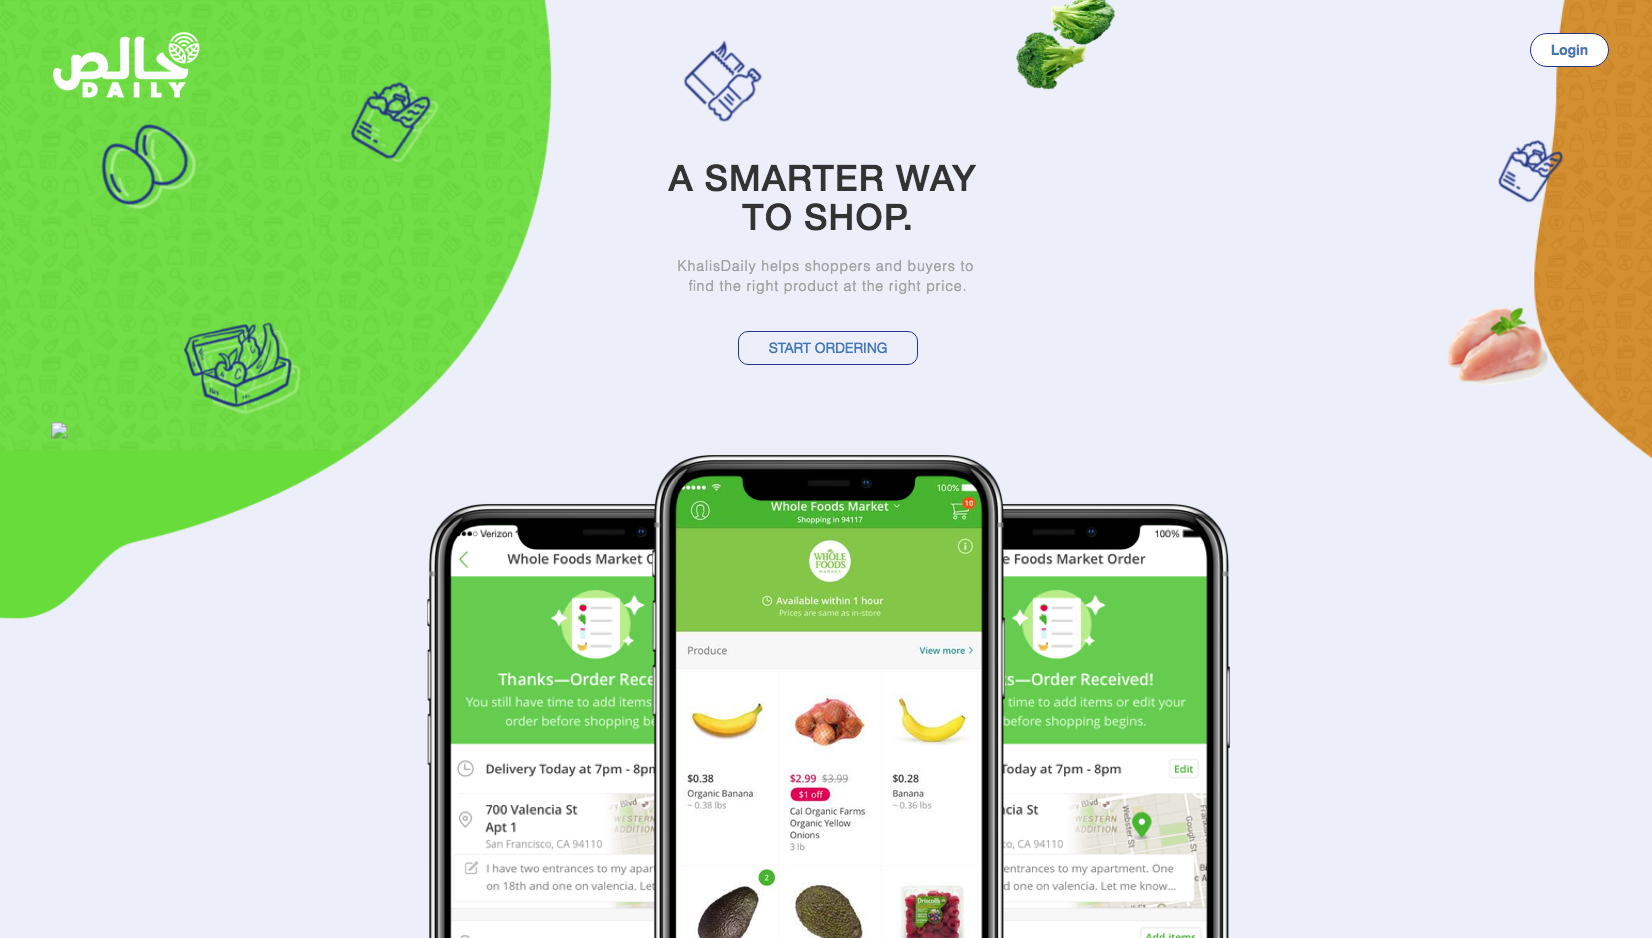 خالص
DAILY
Login
A SMARTER WAY
TO SHOP.
KhalisDaily helps shoppers and buyers to
find the right product at the right price.
START ORDERING
Verizon
Whole Foods Market O
Thanks—Order Rece
You still have time to add items
order before shopping be
Delivery Today at 7pm - 8pm
700 Valencia St
Apt 1
San Francisco, CA 94110
WESTERN
ADDITION
I have two entrances to my apar
on 18th and one on valencia. Let
100%
Whole Foods Market
10
Shopping in 94117
WHOLE
FOODS
MARKET
Available within 1 hour
Prices are same as in-store
Produce
View more
$0.38
Organic Banana
~ 0.38 lbs
$2.99 $3.99
$1 off
Cal Organic Farms
Organic Yellow
Onions
3 lb
$0.28
Banana
~ 0.36 lbs
2
Driscoll's
100%
e Foods Market Order
s—Order Received!
time to add items or edit your
before shopping begins.
Today at 7pm - 8pm
Edit
cia St
o, CA 94110
WESTERN
ADDITION
Webster St
Gough St
entrances to my apartment. One
d one on valencia. Let me know...
Add items